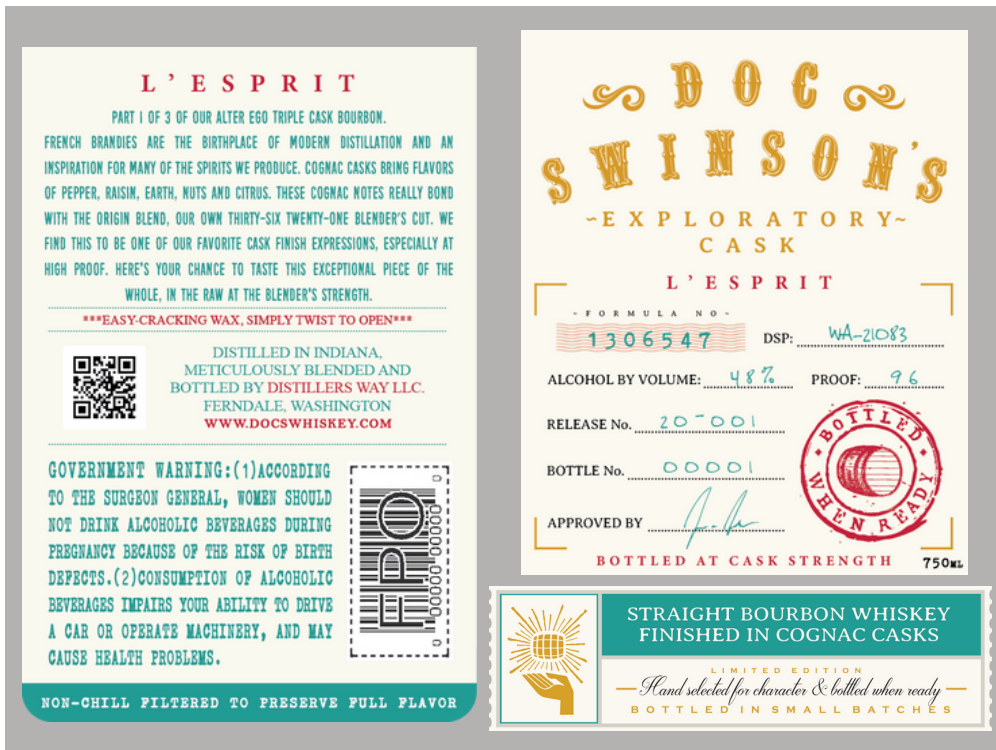 L'ESPRIT
PART I OF 3 OF OUR ALTER EGO TRIPLE CASK BOURBON.
FRENCH BRANDIES ARE THE BIRTHPLACE OF MODERN DISTILLATION AND AN
INSPIRATION FOR MANY OF THE SPIRITS WE PRODUCE. COGNAC CASKS BRING FLAVORS
OF PEPPER, RAISIN, EARTH, NUTS AND CITRUS. THESE COGNAC NOTES REALLY BOND
WITH THE ORIGIN BLEND, OUR OWN THIRTY-SIX TWENTY-ONE BLENDER'S CUT. WE
FIND THIS TO BE ONE OF OUR FAVORITE CASK FINISH EXPRESSIONS, ESPECIALLY AT
HIGH PROOF. HERE'S YOUR CHANCE TO TASTE THIS EXCEPTIONAL PIECE OF THE
WHOLE, IN THE RAW AT THE BLENDER'S STRENGTH.
***EASY-CRACKING WAX, SIMPLY TWIST TO OPEN***
DISTILLED IN INDIANA,
METICULOUSLY BLENDED AND
BOTTLED BY DISTILLERS WAY LLC.
FERNDALE, WASHINGTON
WWW.DOCSWHISKEY.COM
GOVERNMENT WARNING:(1)ACCORDING
TO THE SURGEON GENERAL, WOMEN SHOULD
NOT DRINK ALCOHOLIC BEVERAGES DURING
PREGNANCY BECAUSE OF THE RISK OF BIRTH
DEFECTS.(2)CONSUMPTION OF ALCOHOLIC
BEVERAGES IMPAIRS YOUR ABILITY TO DRIVE
A CAR OR OPERATE MACHINERY, AND MAY
CAUSE HEALTH PROBLEMS.
FPO
0 00000 00000 0
NON-CHILL FILTERED TO PRESERVE FULL FLAVOR
DOC
SWINSON'S
~EXPLORATORY~
CASK
L'ESPRIT
-FORMULA NO-
1306547
DSP: WA-21083
ALCOHOL BY VOLUME: 48%
PROOF: 96
RELEASE No. 20-001
BOTTLE No. 00001
APPROVED BY
BOTTLED
WHEN READY
BOTTLED AT CASK STRENGTH
750ML
STRAIGHT BOURBON WHISKEY
FINISHED IN COGNAC CASKS
LIMITED EDITION
Hand selected for character & bottled when ready
BOTTLED IN SMALL BATCHES